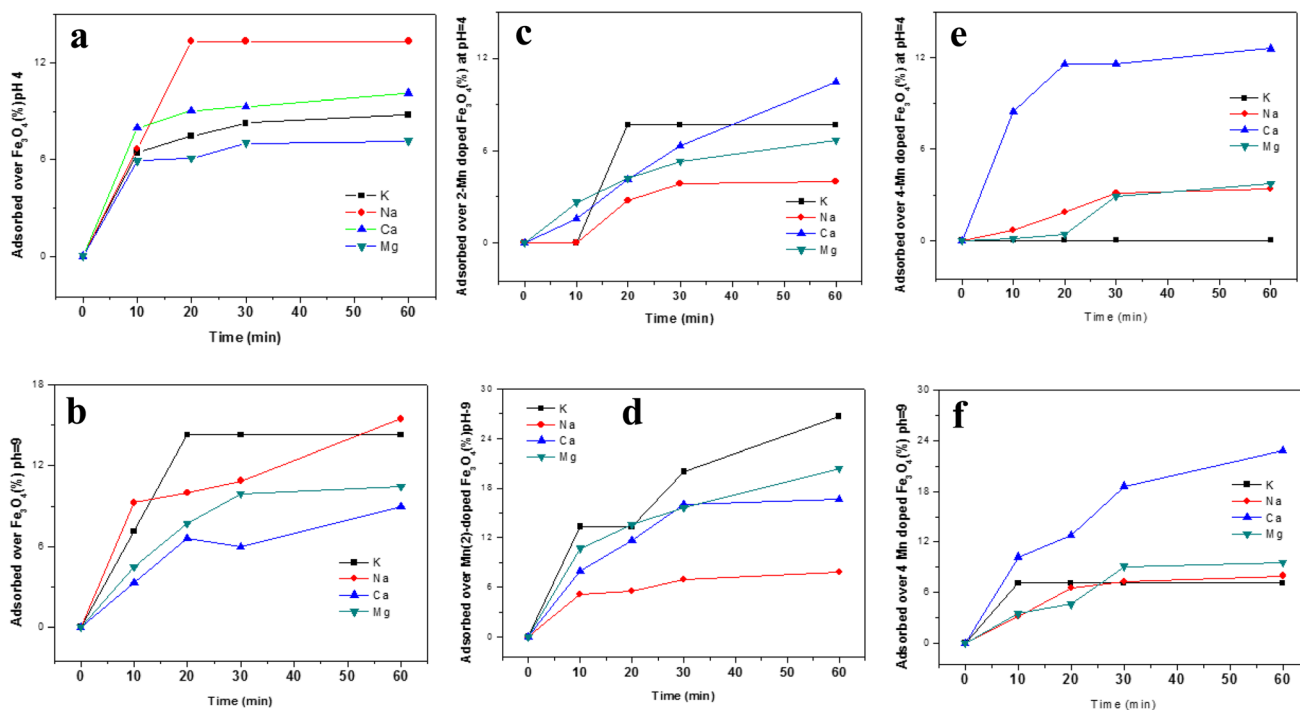 a
Adsorbed over Fe₃O₄(%)pH 4
12
6
0
K
Na
Ca
Mg
0 10 20 30 40 50 60
Time (min)
c
Adsorbed over 2-Mn doped Fe₃O₄(%) at pH=4
12
6
0
K
Na
Ca
Mg
0 10 20 30 40 50 60
Time (min)
e
Adsorbed over 4-Mn doped Fe₃O₄(%) at pH=4
12
6
0
K
Na
Ca
Mg
0 10 20 30 40 50 60
Time (min)
b
Adsorbed over Fe₃O₄(%) ph=9
18
12
6
0
K
Na
Ca
Mg
0 10 20 30 40 50 60
Time (min)
d
Adsorbed over Mn(2)-doped Fe₃O₄(%)pH-9
30
24
18
12
6
0
K
Na
Ca
Mg
0 10 20 30 40 50 60
Time (min)
f
Adsorbed over 4 Mn doped Fe₃O₄(%) ph=9
30
24
18
12
6
0
K
Na
Ca
Mg
0 10 20 30 40 50 60
Time (min)